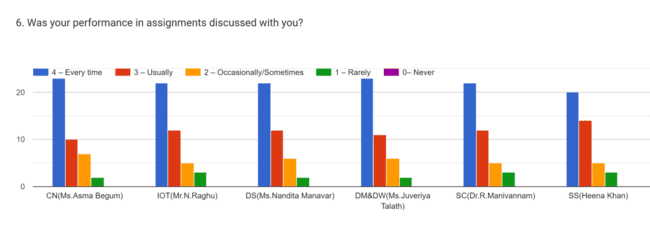 6. Was your performance in assignments discussed with you?
4 – Every time 3 – Usually 2 – Occasionally/Sometimes 1 – Rarely 0– Never
20
10
0
CN(Ms.Asma Begum) IOT(Mr.N.Raghu) DS(Ms.Nandita Manavar) DM&DW(Ms.Juveriya SC(Dr.R.Manivannam) SS(Heena Khan)
Talath)